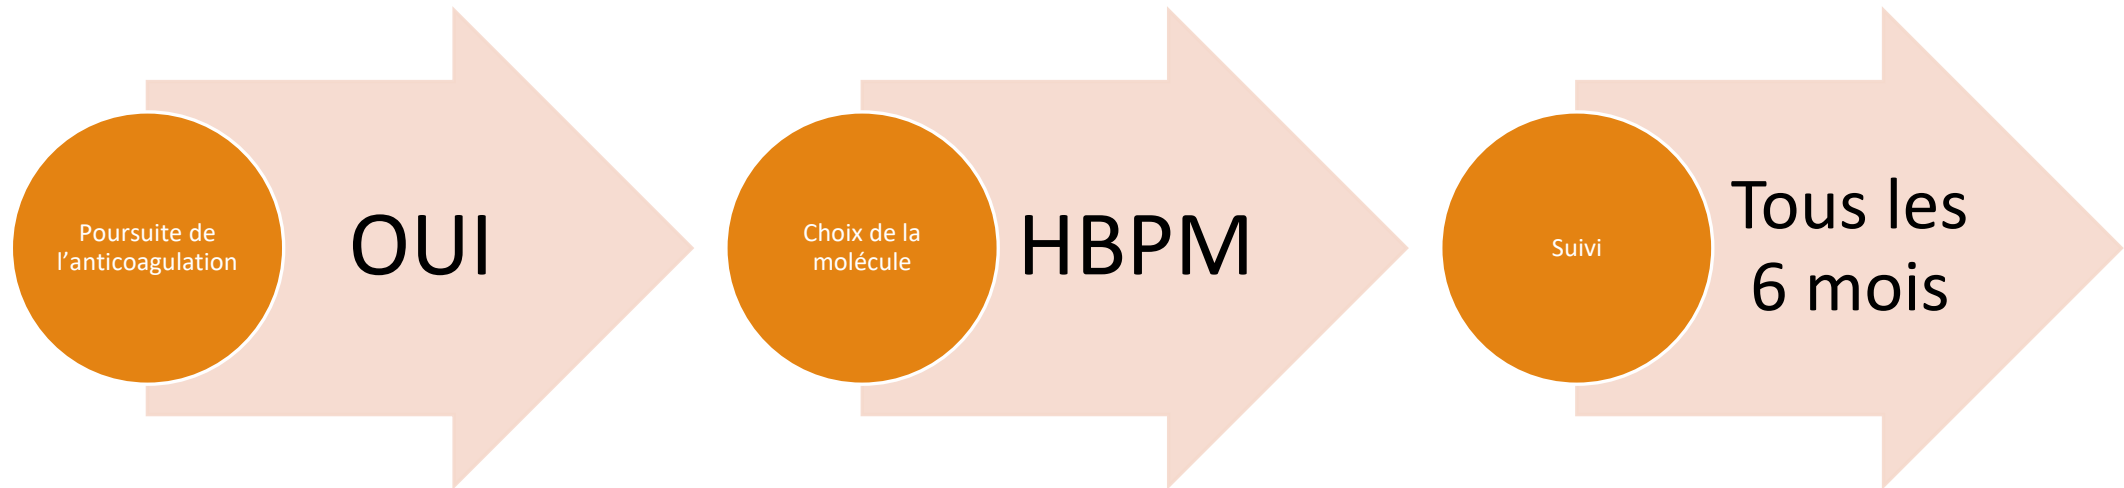 Poursuite de
l’anticoagulation
OUI
Choix de la
molécule
HBPM
Suivi
Tous les
6 mois